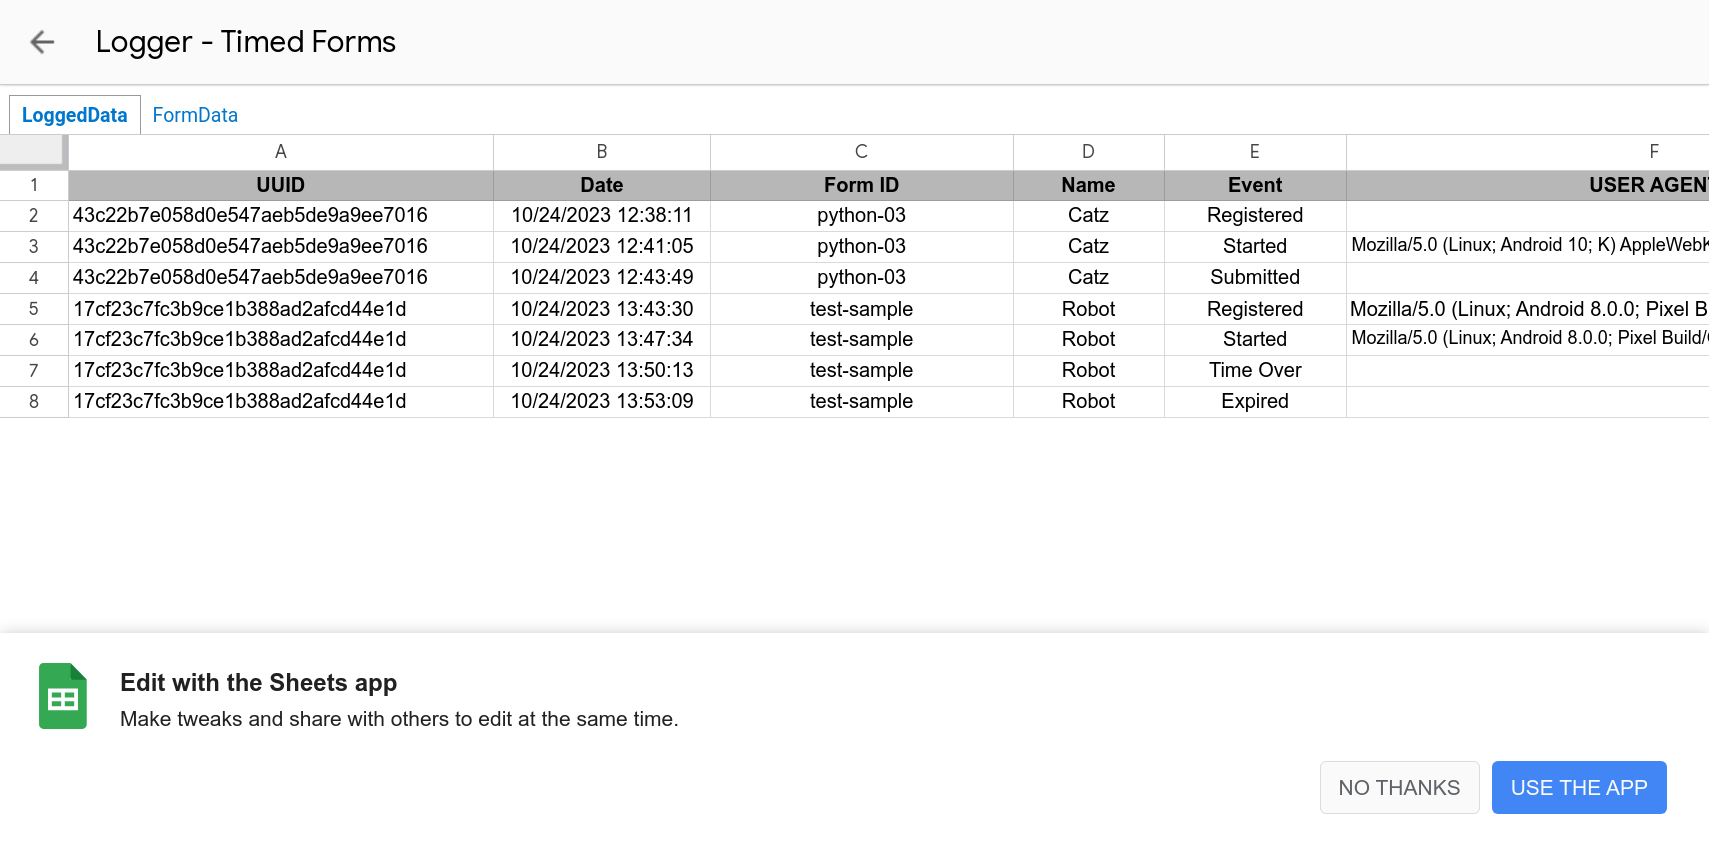 Logger - Timed Forms
LoggedData FormData
A B C D E F
1 UUID Date Form ID Name Event USER AGENT
2 43c22b7e058d0e547aeb5de9a9ee7016 10/24/2023 12:38:11 python-03 Catz Registered
3 43c22b7e058d0e547aeb5de9a9ee7016 10/24/2023 12:41:05 python-03 Catz Started Mozilla/5.0 (Linux; Android 10; K) AppleWebK
4 43c22b7e058d0e547aeb5de9a9ee7016 10/24/2023 12:43:49 python-03 Catz Submitted
5 17cf23c7fc3b9ce1b388ad2afcd44e1d 10/24/2023 13:43:30 test-sample Robot Registered Mozilla/5.0 (Linux; Android 8.0.0; Pixel B
6 17cf23c7fc3b9ce1b388ad2afcd44e1d 10/24/2023 13:47:34 test-sample Robot Started Mozilla/5.0 (Linux; Android 8.0.0; Pixel Build/
7 17cf23c7fc3b9ce1b388ad2afcd44e1d 10/24/2023 13:50:13 test-sample Robot Time Over
8 17cf23c7fc3b9ce1b388ad2afcd44e1d 10/24/2023 13:53:09 test-sample Robot Expired
Edit with the Sheets app
Make tweaks and share with others to edit at the same time.
NO THANKS USE THE APP